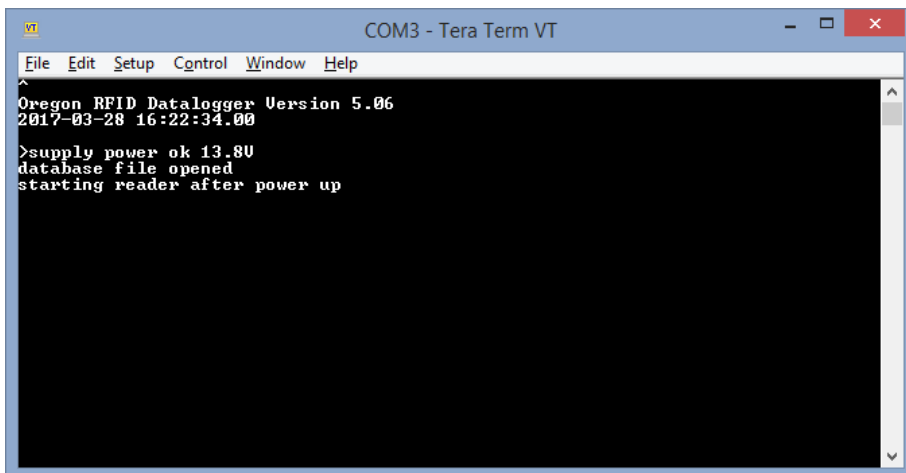 COM3 - Tera Term VT
File Edit Setup Control Window Help
^
Oregon RFID Datalogger Version 5.06
2017-03-28 16:22:34.00
>supply power ok 13.8V
database file opened
starting reader after power up